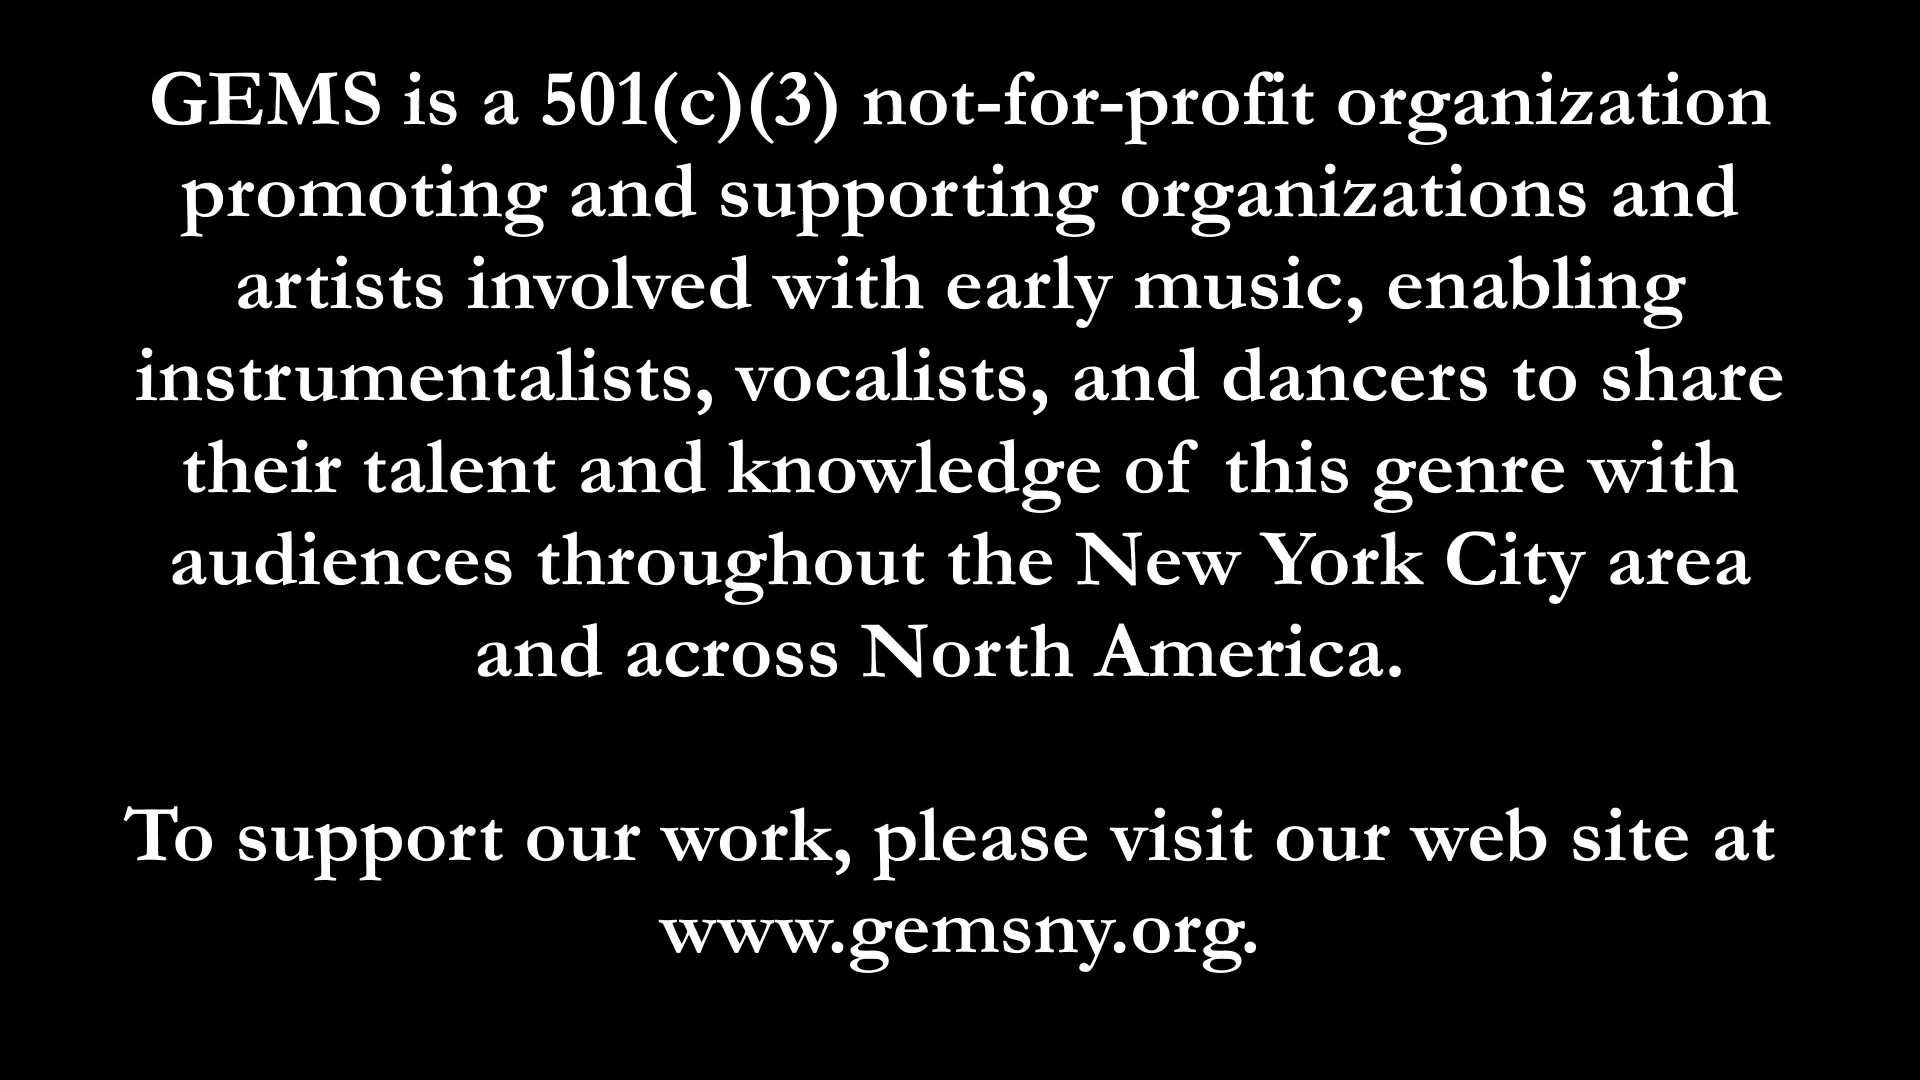 GEMS is a 501(c)(3) not-for-profit organization
promoting and supporting organizations and
artists involved with early music, enabling
instrumentalists, vocalists, and dancers to share
their talent and knowledge of this genre with
audiences throughout the New York City area
and across North America.
To support our work, please visit our web site at
www.gemsny.org.